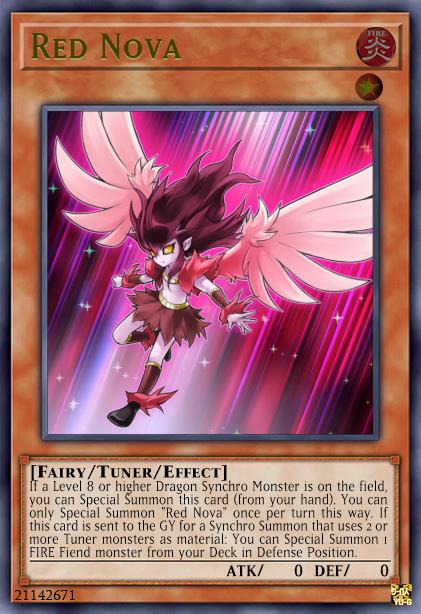 RED NOVA
FIRE
炎
[FAIRY/TUNER/EFFECT]
If a Level 8 or higher Dragon Synchro Monster is on the field,
you can Special Summon this card (from your hand). You can
only Special Summon "Red Nova" once per turn this way. If
this card is sent to the GY for a Synchro Summon that uses 2 or
more Tuner monsters as material: You can Special Summon 1
FIRE Fiend monster from your Deck in Defense Position.
ATK/ 0 DEF/ 0
21142671